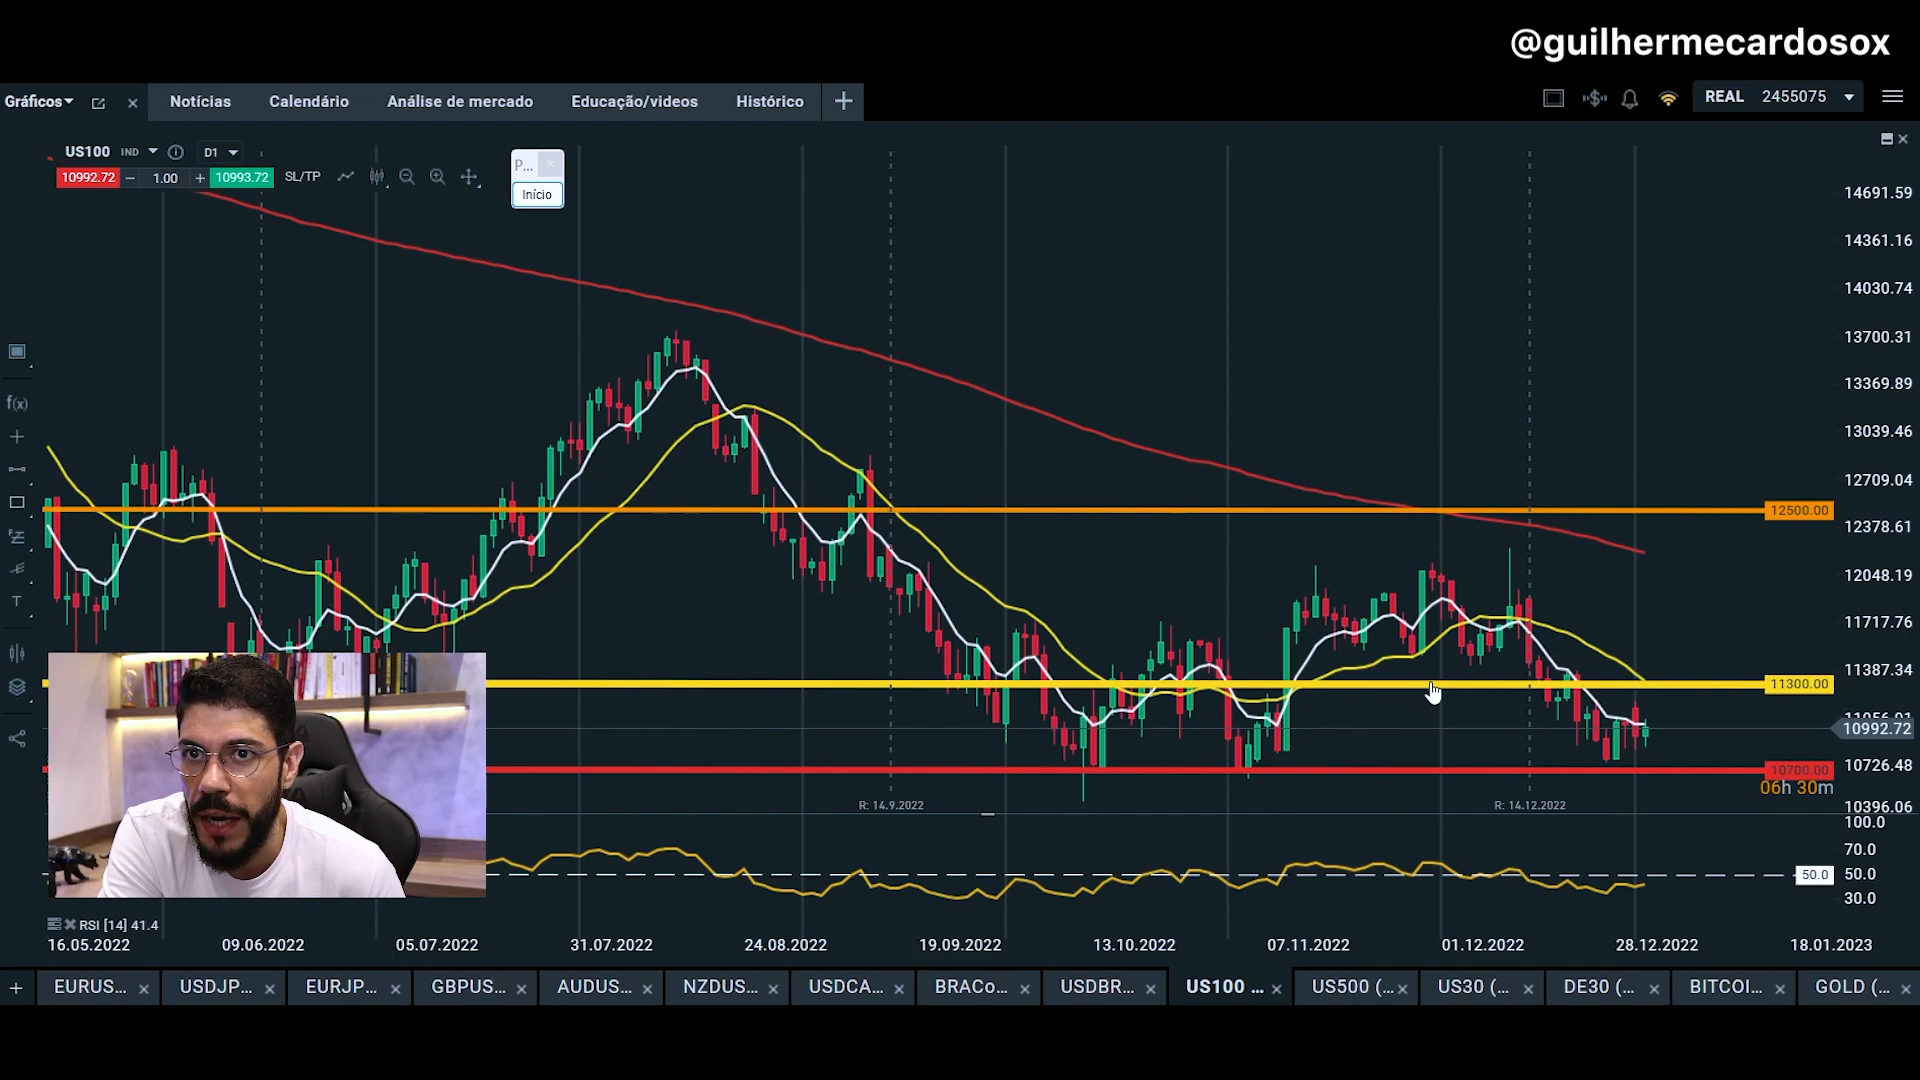 @guilhermecardosox
Gráficos
Notícias
Calendário
Análise de mercado
Educação/videos
Histórico
REAL 2455075
US100 IND D1
10992.72 − 1.00 + 10993.72 SL/TP
P...
Início
f(x)
T
14691.59
14361.16
14030.74
13700.31
13369.89
13039.46
12709.04
12500.00
12378.61
12048.19
11717.76
11387.34
11300.00
10992.72
10726.48
10700.00
06h 30m
10396.06
R: 14.9.2022
R: 14.12.2022
100.0
70.0
50.0 50.0
30.0
RSI [14] 41.4
16.05.2022 09.06.2022 05.07.2022 31.07.2022 24.08.2022 19.09.2022 13.10.2022 07.11.2022 01.12.2022 28.12.2022 18.01.2023
+ EURUS... USDJP... EURJP... GBPUS... AUDUS... NZDUS... USDCA... BRACo... USDBR... US100 ... US500 (... US30 (... DE30 (... BITCOI... GOLD (...